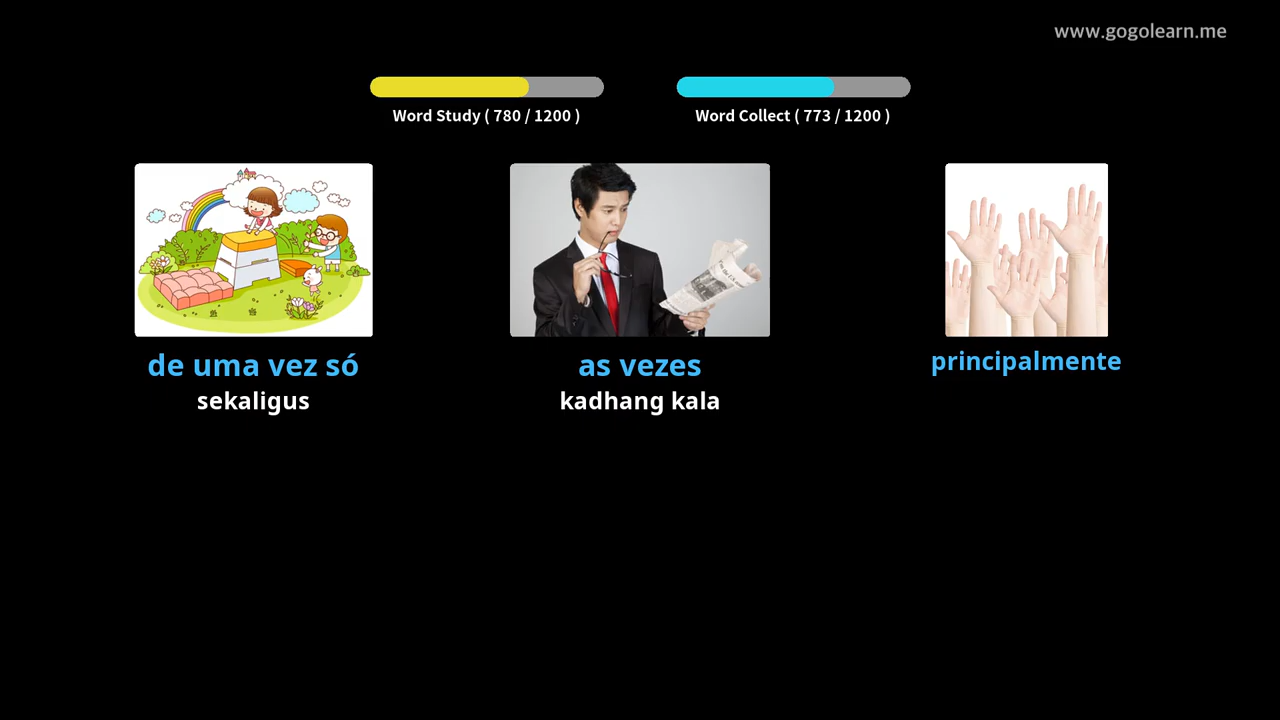 www.gogolearn.me
Word Study ( 780 / 1200 )
Word Collect ( 773 / 1200 )
de uma vez só
sekaligus
as vezes
kadhang kala
principalmente